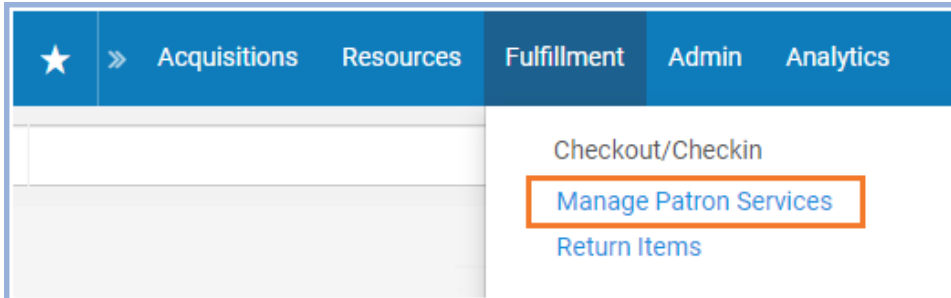 Acquisitions Resources Fulfillment Admin Analytics
Checkout/Checkin
Manage Patron Services
Return Items